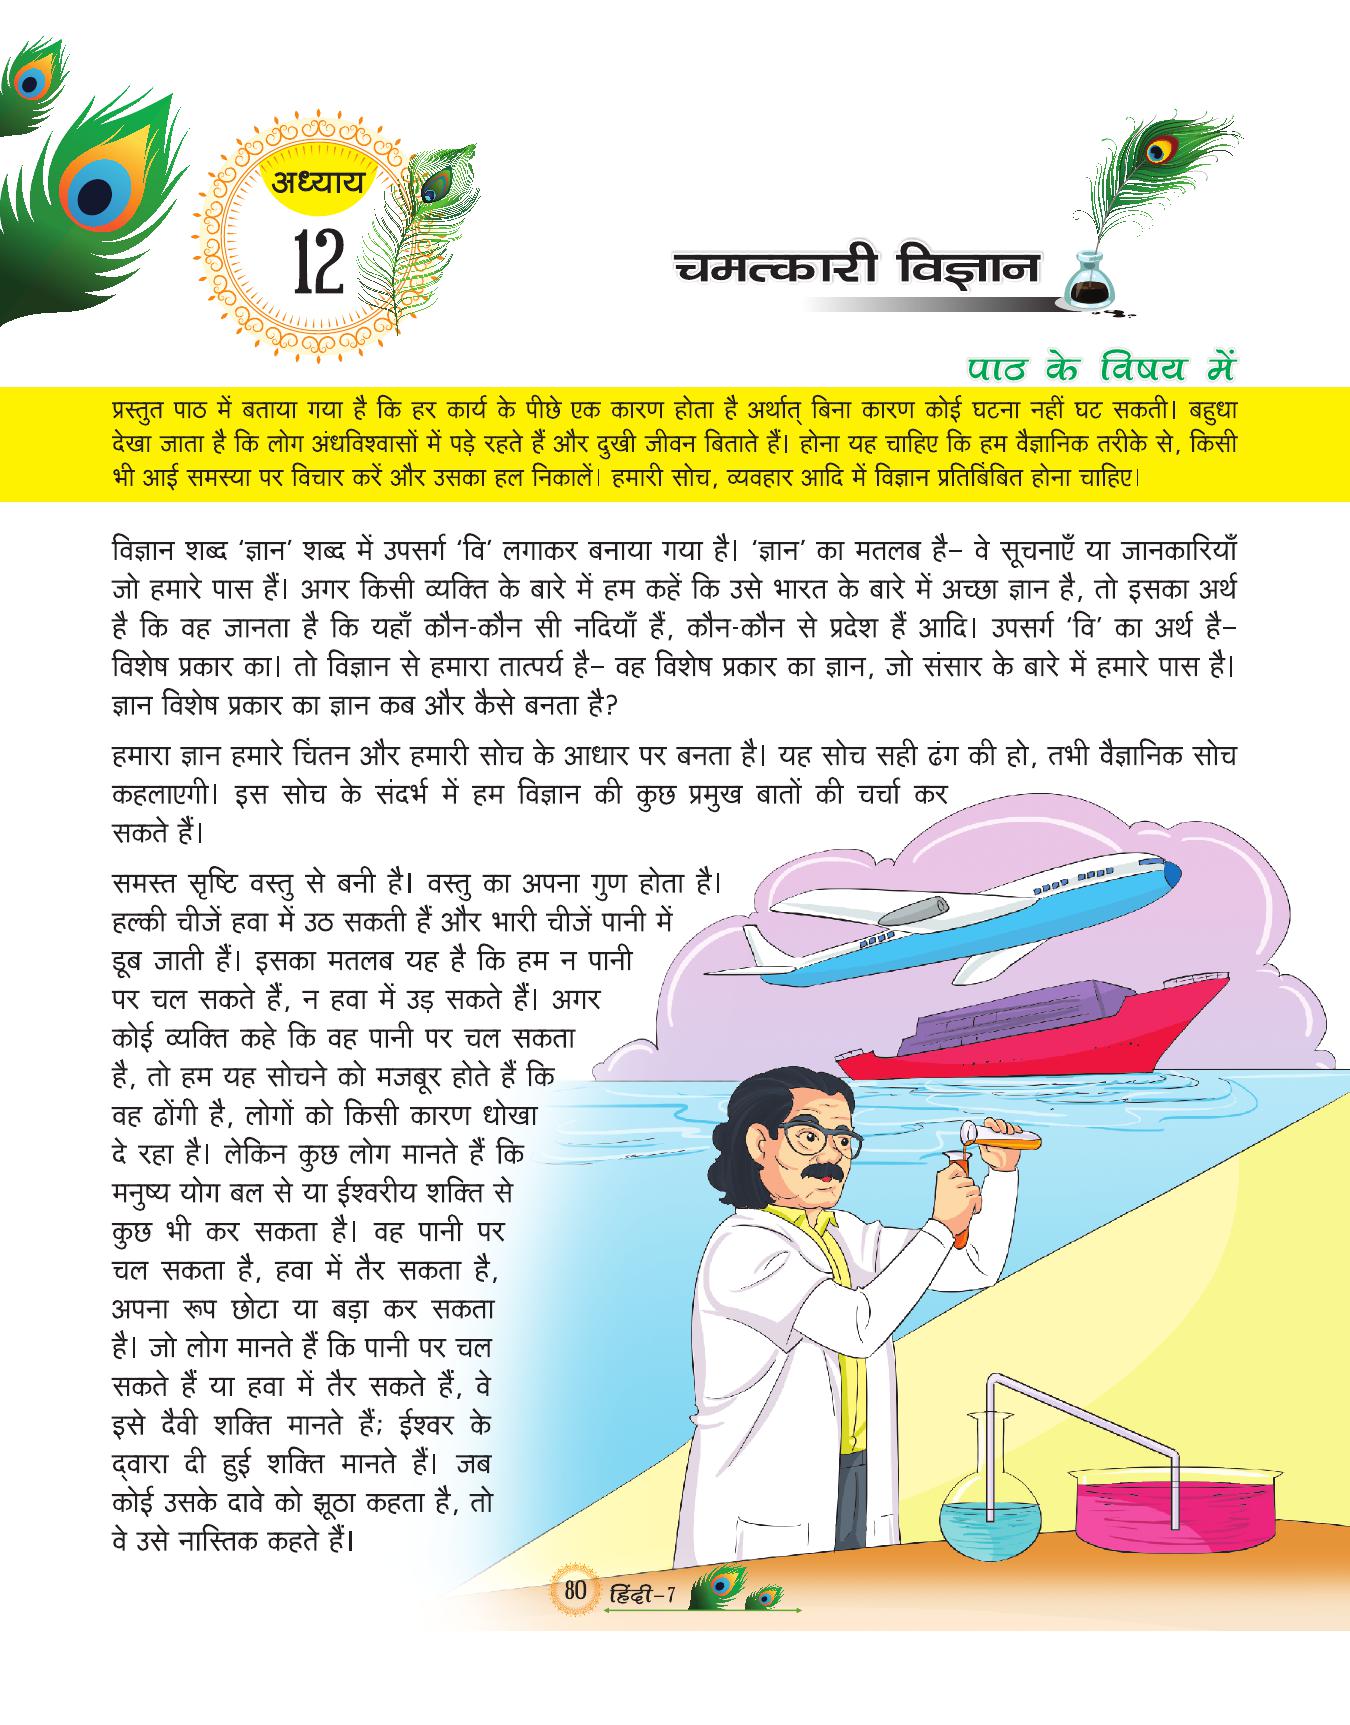 अध्याय
12
चमत्कारी विज्ञान
पाठ के विषय में
प्रस्तुत पाठ में बताया गया है कि हर कार्य के पीछे एक कारण होता है अर्थात् बिना कारण कोई घटना नहीं घट सकती। बहुधा
देखा जाता है कि लोग अंधविश्वासों में पड़े रहते हैं और दुखी जीवन बिताते हैं। होना यह चाहिए कि हम वैज्ञानिक तरीके से, किसी
भी आई समस्या पर विचार करें और उसका हल निकालें। हमारी सोच, व्यवहार आदि में विज्ञान प्रतिबिंबित होना चाहिए।
विज्ञान शब्द ‘ज्ञान’ शब्द में उपसर्ग ‘वि’ लगाकर बनाया गया है। ‘ज्ञान’ का मतलब है– वे सूचनाएँ या जानकारियाँ
जो हमारे पास हैं। अगर किसी व्यक्ति के बारे में हम कहें कि उसे भारत के बारे में अच्छा ज्ञान है, तो इसका अर्थ
है कि वह जानता है कि यहाँ कौन-कौन सी नदियाँ हैं, कौन-कौन से प्रदेश हैं आदि। उपसर्ग ‘वि’ का अर्थ है–
विशेष प्रकार का। तो विज्ञान से हमारा तात्पर्य है– वह विशेष प्रकार का ज्ञान, जो संसार के बारे में हमारे पास है।
ज्ञान विशेष प्रकार का ज्ञान कब और कैसे बनता है?
हमारा ज्ञान हमारे चिंतन और हमारी सोच के आधार पर बनता है। यह सोच सही ढंग की हो, तभी वैज्ञानिक सोच
कहलाएगी। इस सोच के संदर्भ में हम विज्ञान की कुछ प्रमुख बातों की चर्चा कर
सकते हैं।
समस्त सृष्टि वस्तु से बनी है। वस्तु का अपना गुण होता है।
हल्की चीजें हवा में उठ सकती हैं और भारी चीजें पानी में
डूब जाती हैं। इसका मतलब यह है कि हम न पानी
पर चल सकते हैं, न हवा में उड़ सकते हैं। अगर
कोई व्यक्ति कहे कि वह पानी पर चल सकता
है, तो हम यह सोचने को मजबूर होते हैं कि
वह ढोंगी है, लोगों को किसी कारण धोखा
दे रहा है। लेकिन कुछ लोग मानते हैं कि
मनुष्य योग बल से या ईश्वरीय शक्ति से
कुछ भी कर सकता है। वह पानी पर
चल सकता है, हवा में तैर सकता है,
अपना रूप छोटा या बड़ा कर सकता
है। जो लोग मानते हैं कि पानी पर चल
सकते हैं या हवा में तैर सकते हैं, वे
इसे दैवी शक्ति मानते हैं; ईश्वर के
द्‌वारा दी हुई शक्ति मानते हैं। जब
कोई उसके दावे को झूठा कहता है, तो
वे उसे नास्तिक कहते हैं।
80 हिंदी–7